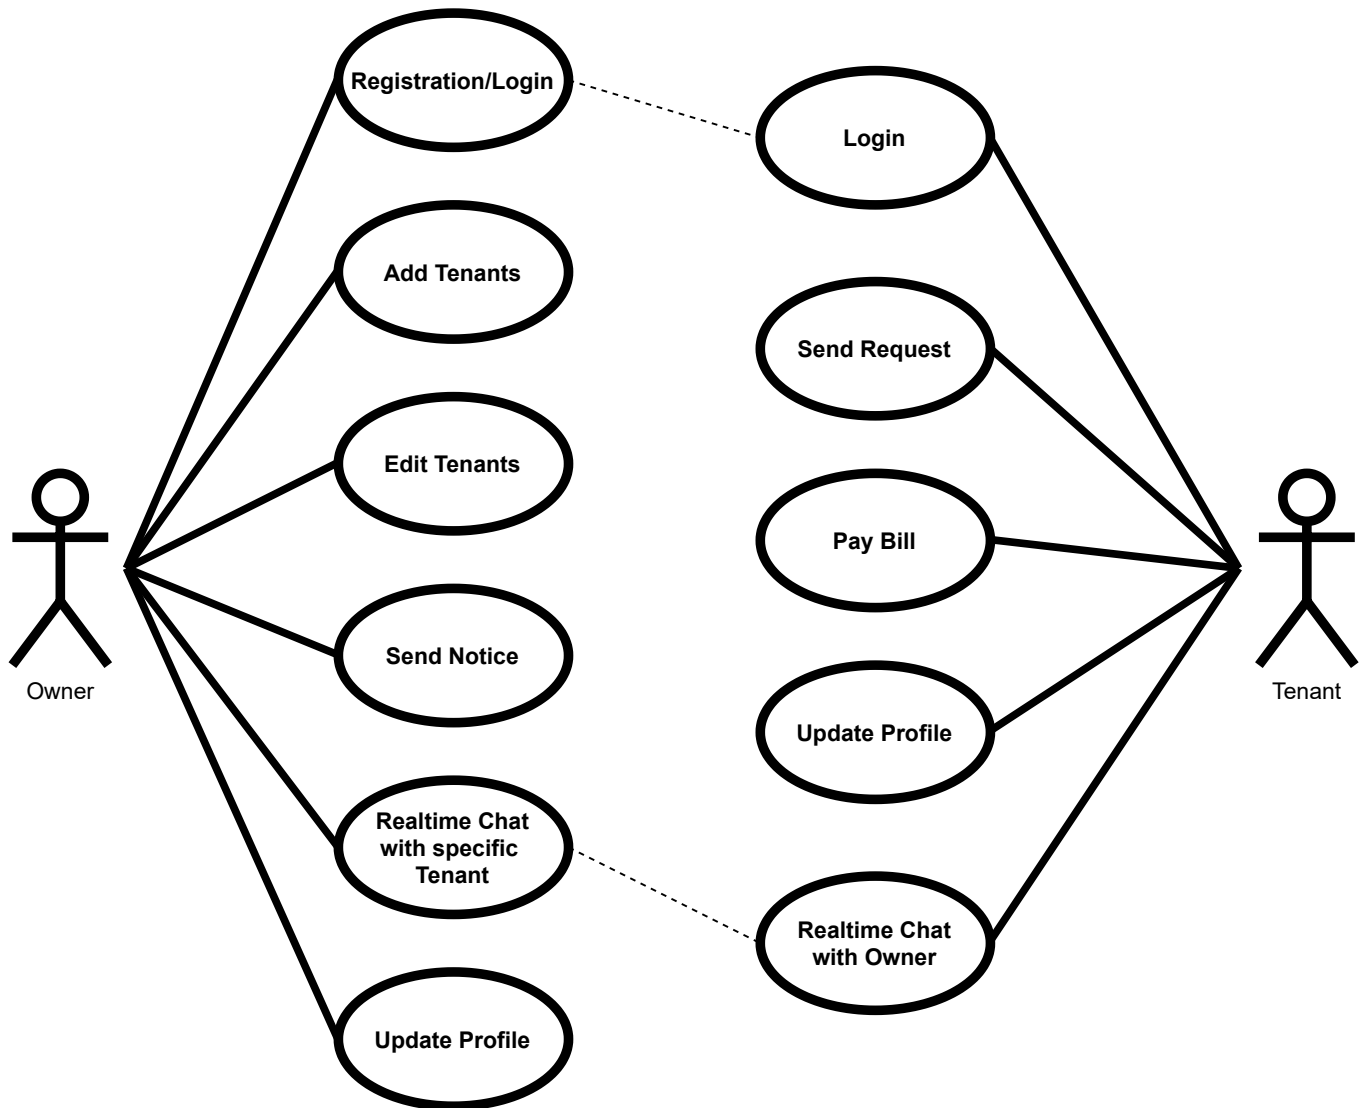 Registration/Login
Login
Add Tenants
Send Request
Edit Tenants
Pay Bill
Send Notice
Owner
Tenant
Update Profile
Realtime Chat
with specific
Tenant
Realtime Chat
with Owner
Update Profile